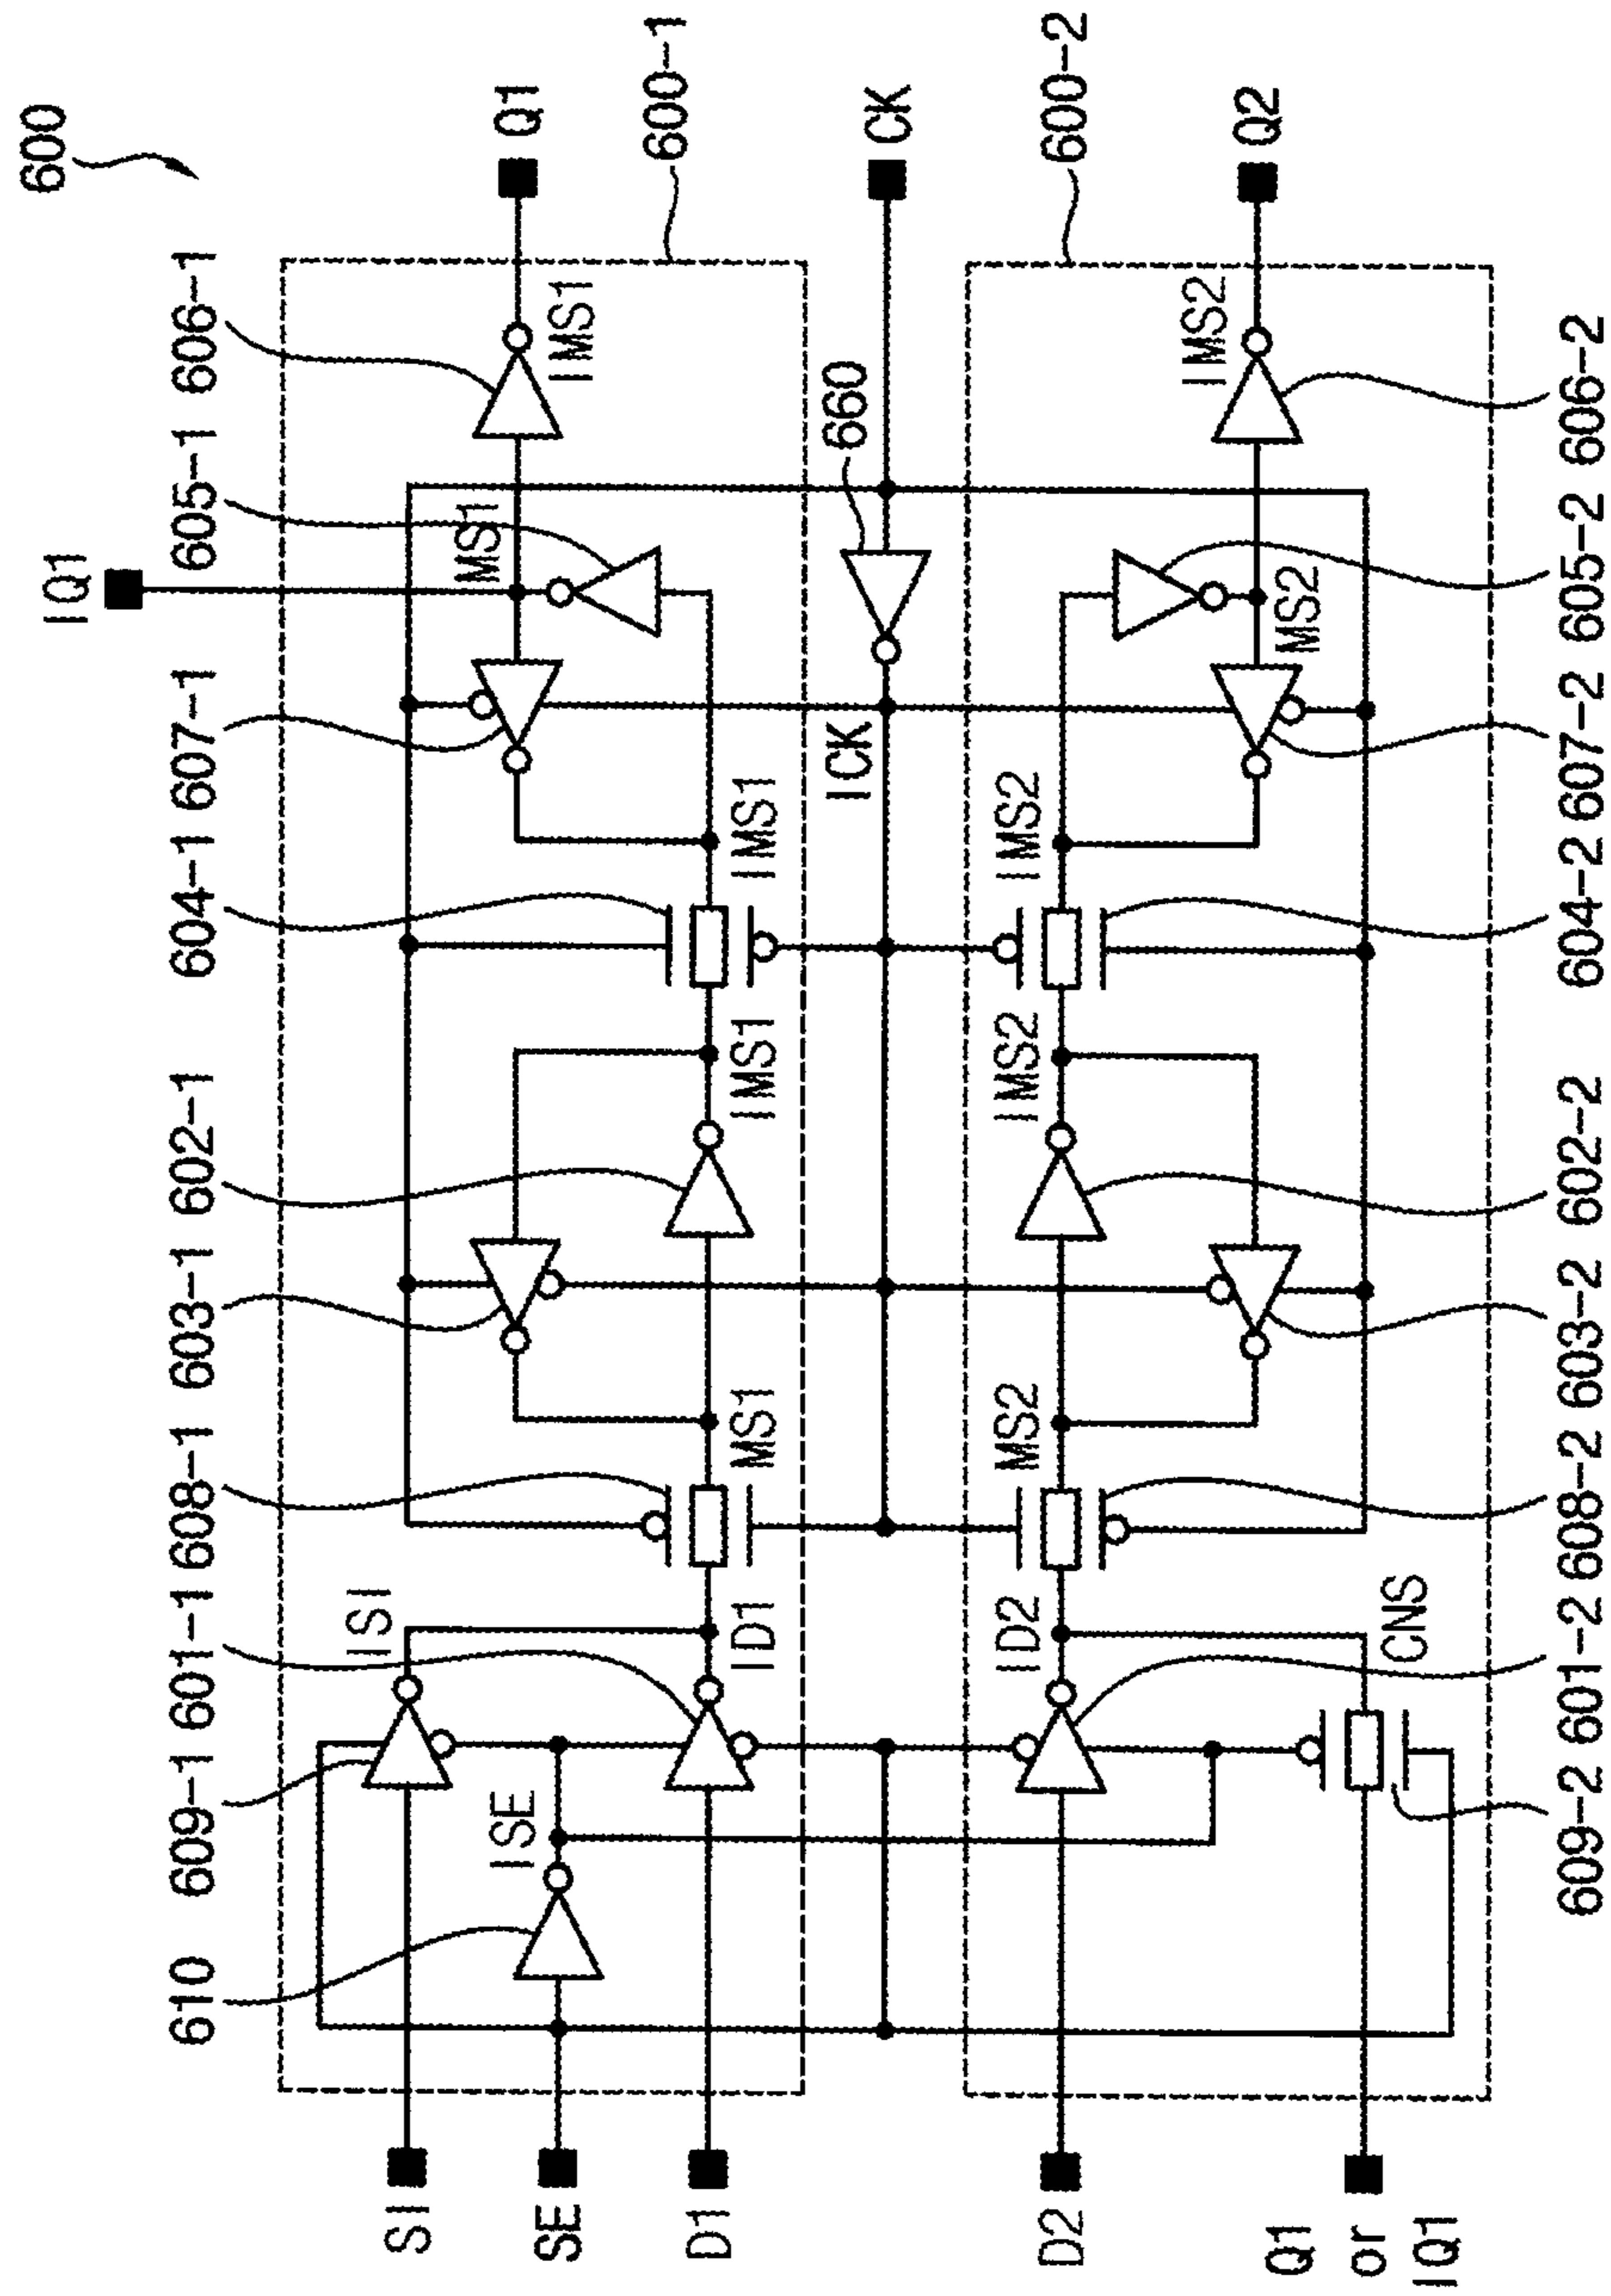 600
IQ1
606-1
605-1
607-1
604-1
602-1
603-1
608-1
601-1
609-1
610
Q1
600-1
CK
600-2
Q2
IMS1
MS1
660
IMS2
MS2
ICK
IMS1
IMS2
IMS1
IMS2
MS1
MS2
ISI
ID1
ID2
CNS
ISE
SI
SE
D1
D2
Q1
or
IQ1
606-2
605-2
607-2
604-2
602-2
603-2
608-2
601-2
609-2